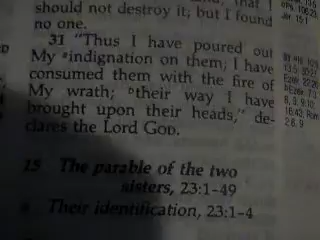 should not destroy it; but I found
no one.
31 "Thus I have poured out
My indignation on them; I have
consumed them with the fire of
My wrath; their way I have
brought upon their heads," de-
clares the Lord GOD.
15 The parable of the two
sisters, 23:1-49
Their identification, 23:1-4